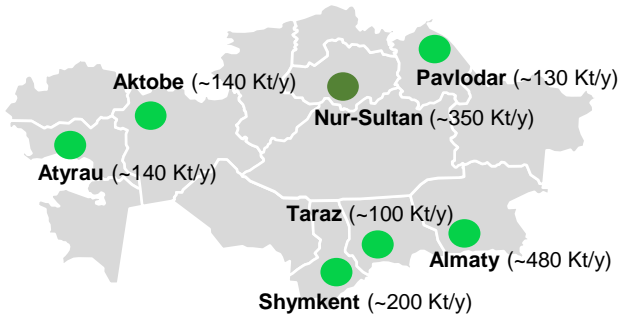 Aktobe (~140 Kt/y)
Pavlodar (~130 Kt/y)
Nur-Sultan (~350 Kt/y)
Atyrau (~140 Kt/y)
Taraz (~100 Kt/y)
Almaty (~480 Kt/y)
Shymkent (~200 Kt/y)